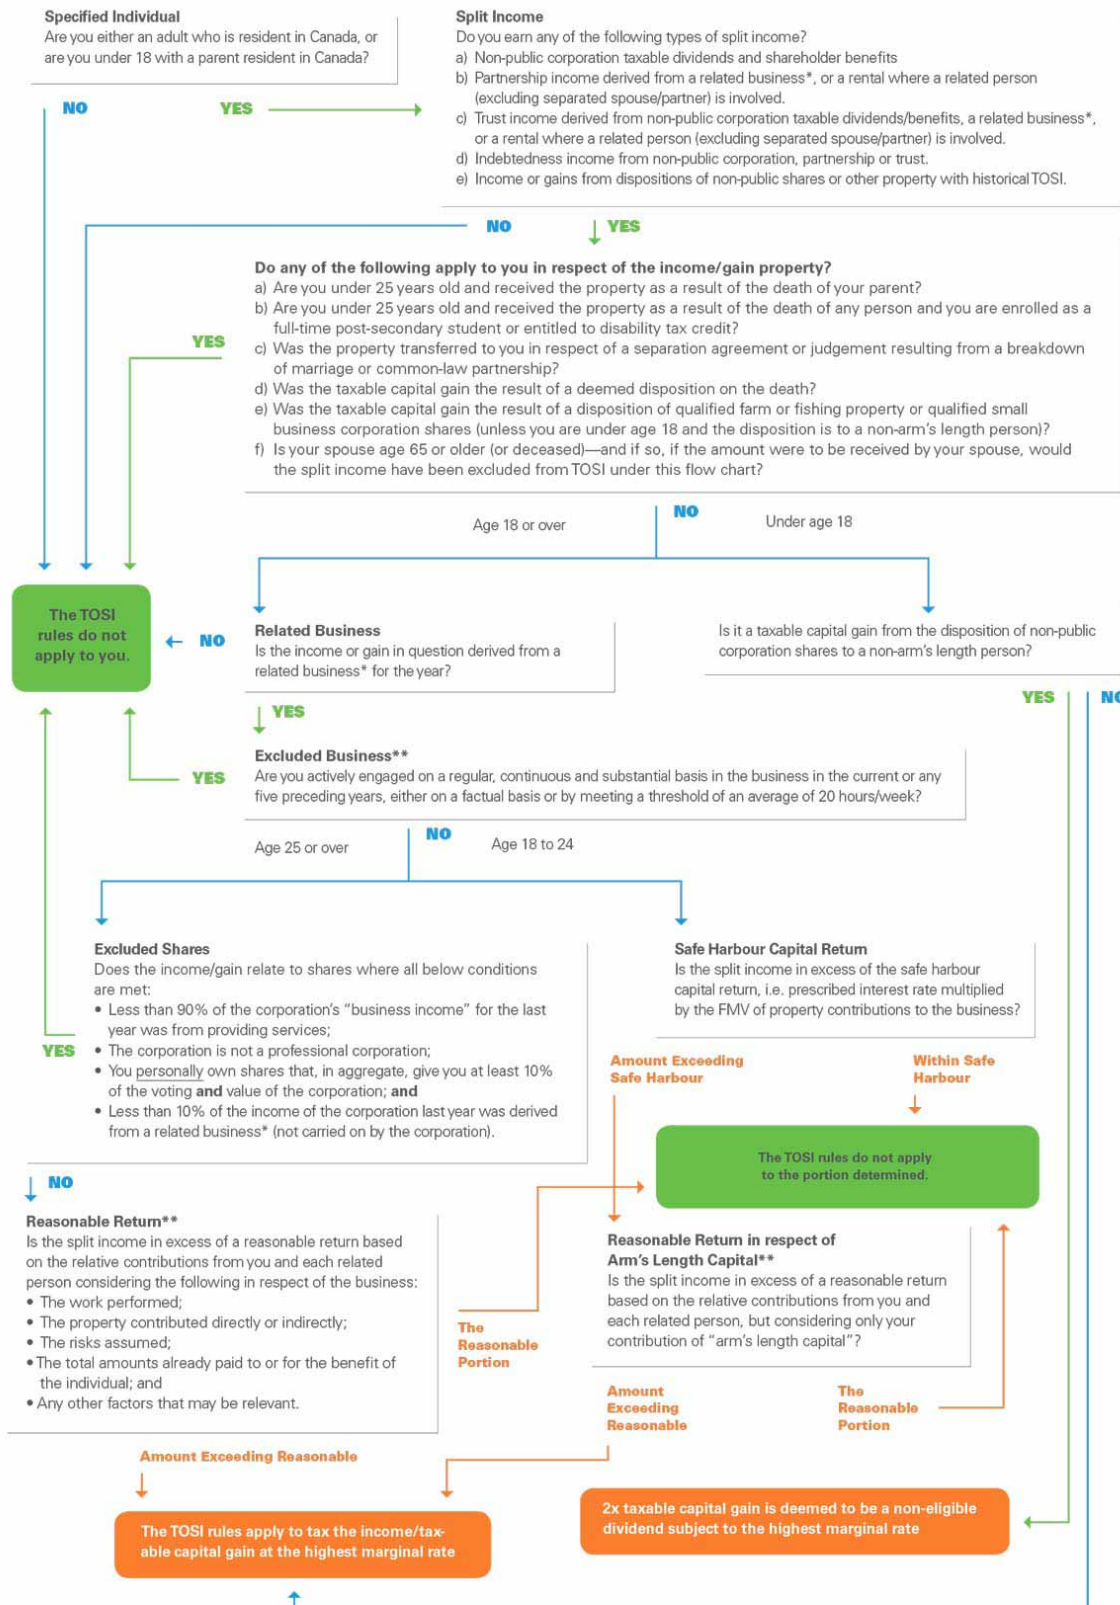 Specified Individual
Are you either an adult who is resident in Canada, or
are you under 18 with a parent resident in Canada?
NO
YES
Split Income
Do you earn any of the following types of split income?
a) Non-public corporation taxable dividends and shareholder benefits
b) Partnership income derived from a related business*, or a rental where a related person
(excluding separated spouse/partner) is involved.
c) Trust income derived from non-public corporation taxable dividends/benefits, a related business*,
or a rental where a related person (excluding separated spouse/partner) is involved.
d) Indebtedness income from non-public corporation, partnership or trust.
e) Income or gains from dispositions of non-public shares or other property with historical TOSI.
NO
YES
Do any of the following apply to you in respect of the income/gain property?
a) Are you under 25 years old and received the property as a result of the death of your parent?
b) Are you under 25 years old and received the property as a result of the death of any person and you are enrolled as a
full-time post-secondary student or entitled to disability tax credit?
c) Was the property transferred to you in respect of a separation agreement or judgement resulting from a breakdown
of marriage or common-law partnership?
d) Was the taxable capital gain the result of a deemed disposition on the death?
e) Was the taxable capital gain the result of a disposition of qualified farm or fishing property or qualified small
business corporation shares (unless you are under age 18 and the disposition is to a non-arm's length person)?
f) Is your spouse age 65 or older (or deceased)—and if so, if the amount were to be received by your spouse, would
the split income have been excluded from TOSI under this flow chart?
YES
Age 18 or over
NO
Under age 18
The TOSI
rules do not
apply to you.
NO
Related Business
Is the income or gain in question derived from a
related business* for the year?
Is it a taxable capital gain from the disposition of non-public
corporation shares to a non-arm's length person?
YES
NO
YES
Excluded Business**
Are you actively engaged on a regular, continuous and substantial basis in the business in the current or any
five preceding years, either on a factual basis or by meeting a threshold of an average of 20 hours/week?
YES
Age 25 or over
NO
Age 18 to 24
Excluded Shares
Does the income/gain relate to shares where all below conditions
are met:
• Less than 90% of the corporation's "business income" for the last
year was from providing services;
• The corporation is not a professional corporation;
• You personally own shares that, in aggregate, give you at least 10%
of the voting and value of the corporation; and
• Less than 10% of the income of the corporation last year was derived
from a related business* (not carried on by the corporation).
YES
NO
Safe Harbour Capital Return
Is the split income in excess of the safe harbour
capital return, i.e. prescribed interest rate multiplied
by the FMV of property contributions to the business?
Amount Exceeding
Safe Harbour
Within Safe
Harbour
The TOSI rules do not apply
to the portion determined.
Reasonable Return**
Is the split income in excess of a reasonable return based
on the relative contributions from you and each related
person considering the following in respect of the business:
• The work performed;
• The property contributed directly or indirectly;
• The risks assumed;
• The total amounts already paid to or for the benefit of
the individual; and
• Any other factors that may be relevant.
The
Reasonable
Portion
Reasonable Return in respect of
Arm's Length Capital**
Is the split income in excess of a reasonable return
based on the relative contributions from you and
each related person, but considering only your
contribution of "arm's length capital"?
Amount
Exceeding
Reasonable
The
Reasonable
Portion
Amount Exceeding Reasonable
The TOSI rules apply to tax the income/tax-
able capital gain at the highest marginal rate
2x taxable capital gain is deemed to be a non-eligible
dividend subject to the highest marginal rate